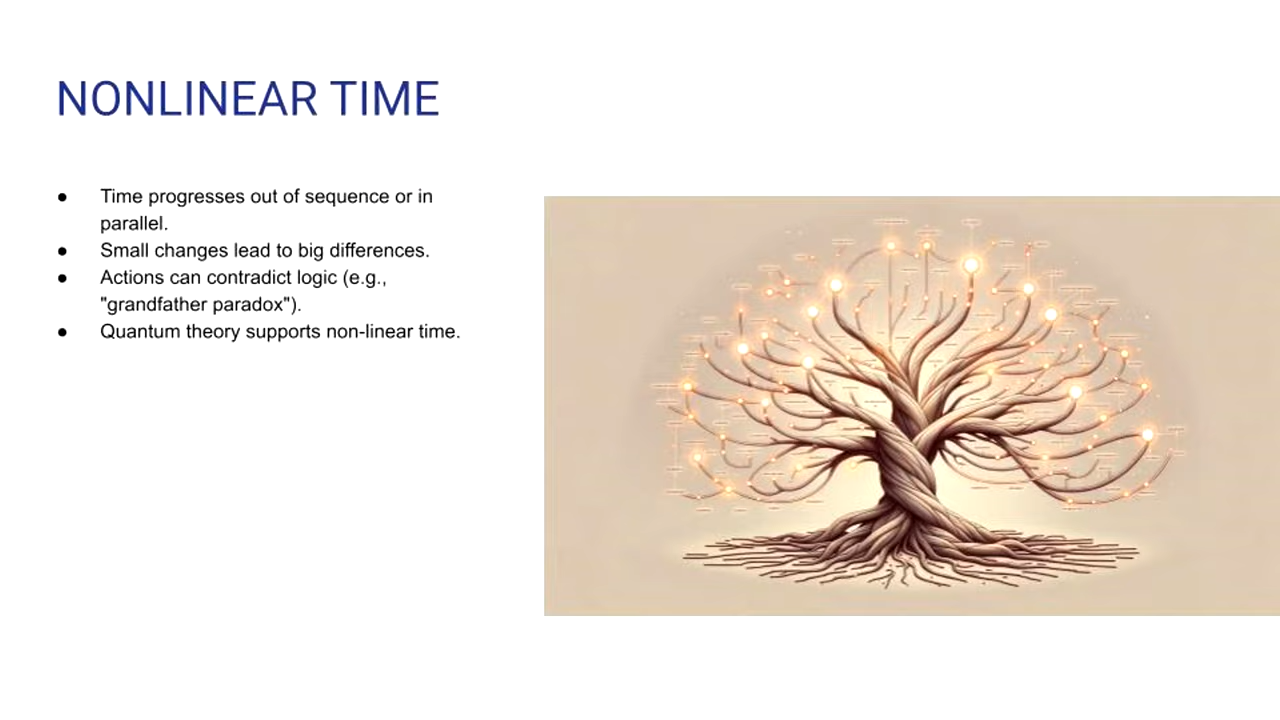 NONLINEAR TIME
● Time progresses out of sequence or in
parallel.
● Small changes lead to big differences.
● Actions can contradict logic (e.g.,
"grandfather paradox").
● Quantum theory supports non-linear time.